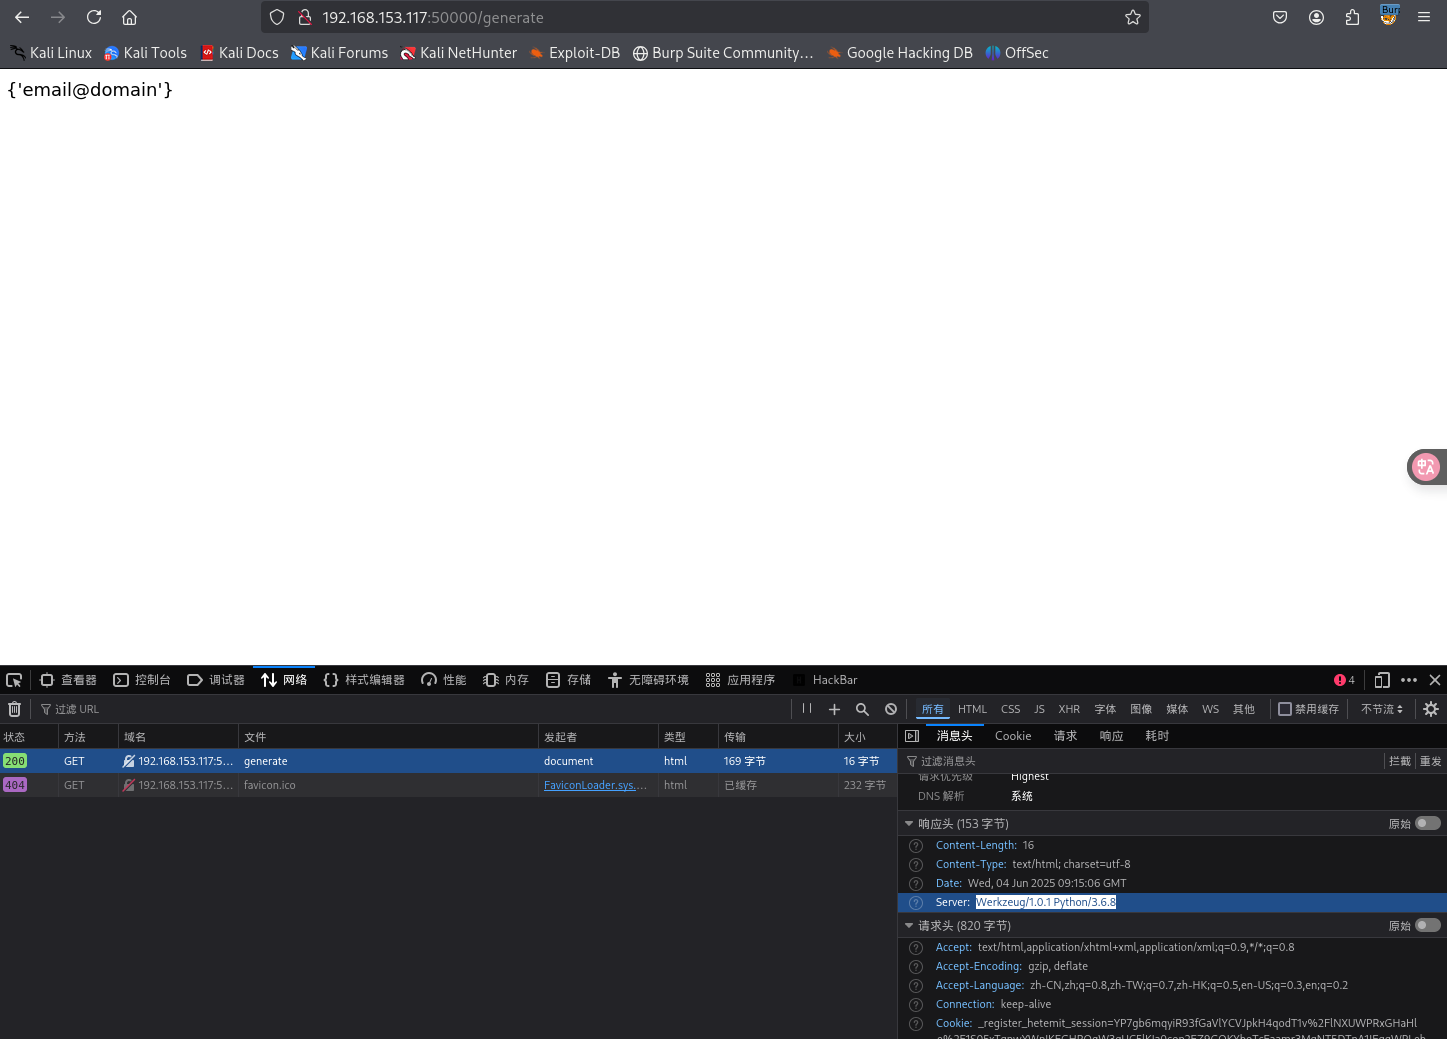 192.168.153.117:50000/generate
Burp
Kali Linux Kali Tools Kali Docs Kali Forums Kali NetHunter Exploit-DB Burp Suite Community… Google Hacking DB OffSec
{'email@domain'}
查看器 控制台 调试器 网络 样式编辑器 性能 内存 存储 无障碍环境 应用程序 HackBar 4
过滤 URL 所有 HTML CSS JS XHR 字体 图像 媒体 WS 其他 禁用缓存 不节流
状态 方法 域名 文件 发起者 类型 传输 大小 消息头 Cookie 请求 响应 耗时
200 GET 192.168.153.117:5… generate document html 169 字节 16 字节
404 GET 192.168.153.117:5… favicon.ico FaviconLoader.sys.… html 已缓存 232 字节
过滤消息头 拦截 重发
请求优先级 Highest
DNS 解析 系统
响应头 (153 字节) 原始
Content-Length: 16
Content-Type: text/html; charset=utf-8
Date: Wed, 04 Jun 2025 09:15:06 GMT
Server: Werkzeug/1.0.1 Python/3.6.8
请求头 (820 字节) 原始
Accept: text/html,application/xhtml+xml,application/xml;q=0.9,*/*;q=0.8
Accept-Encoding: gzip, deflate
Accept-Language: zh-CN,zh;q=0.8,zh-TW;q=0.7,zh-HK;q=0.5,en-US;q=0.3,en;q=0.2
Connection: keep-alive
Cookie: _register_hetemit_session=YP7gb6mqyiR93fGaVlYCVJpkH4qodT1v%2FlNXUWPRxGHaHl